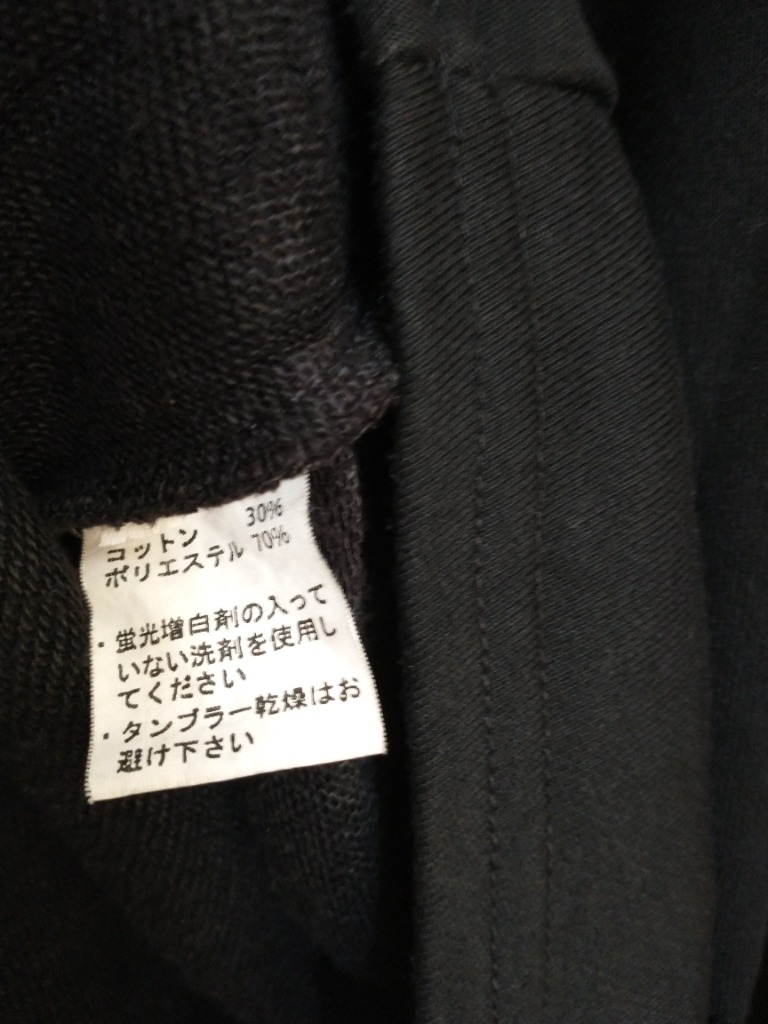 コットン 30%
ポリエステル 70%
・蛍光増白剤の入って
いない洗剤を使用し
てください
・タンブラー乾燥はお
避け下さい